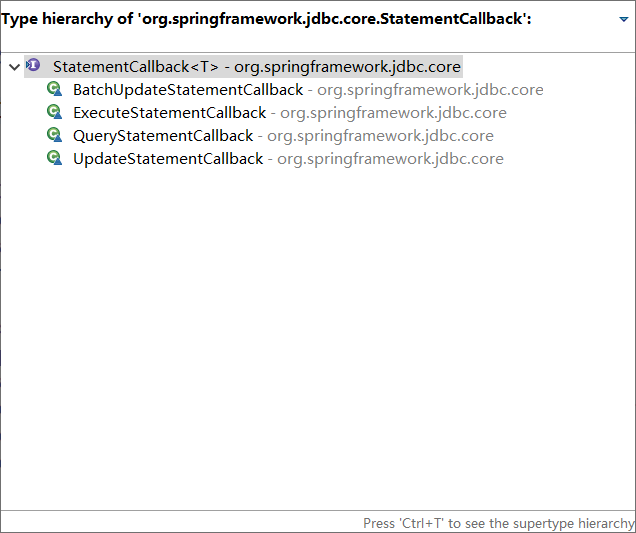 Type hierarchy of 'org.springframework.jdbc.core.StatementCallback':
StatementCallback<T> - org.springframework.jdbc.core
BatchUpdateStatementCallback - org.springframework.jdbc.core
ExecuteStatementCallback - org.springframework.jdbc.core
QueryStatementCallback - org.springframework.jdbc.core
UpdateStatementCallback - org.springframework.jdbc.core
Press 'Ctrl+T' to see the supertype hierarchy